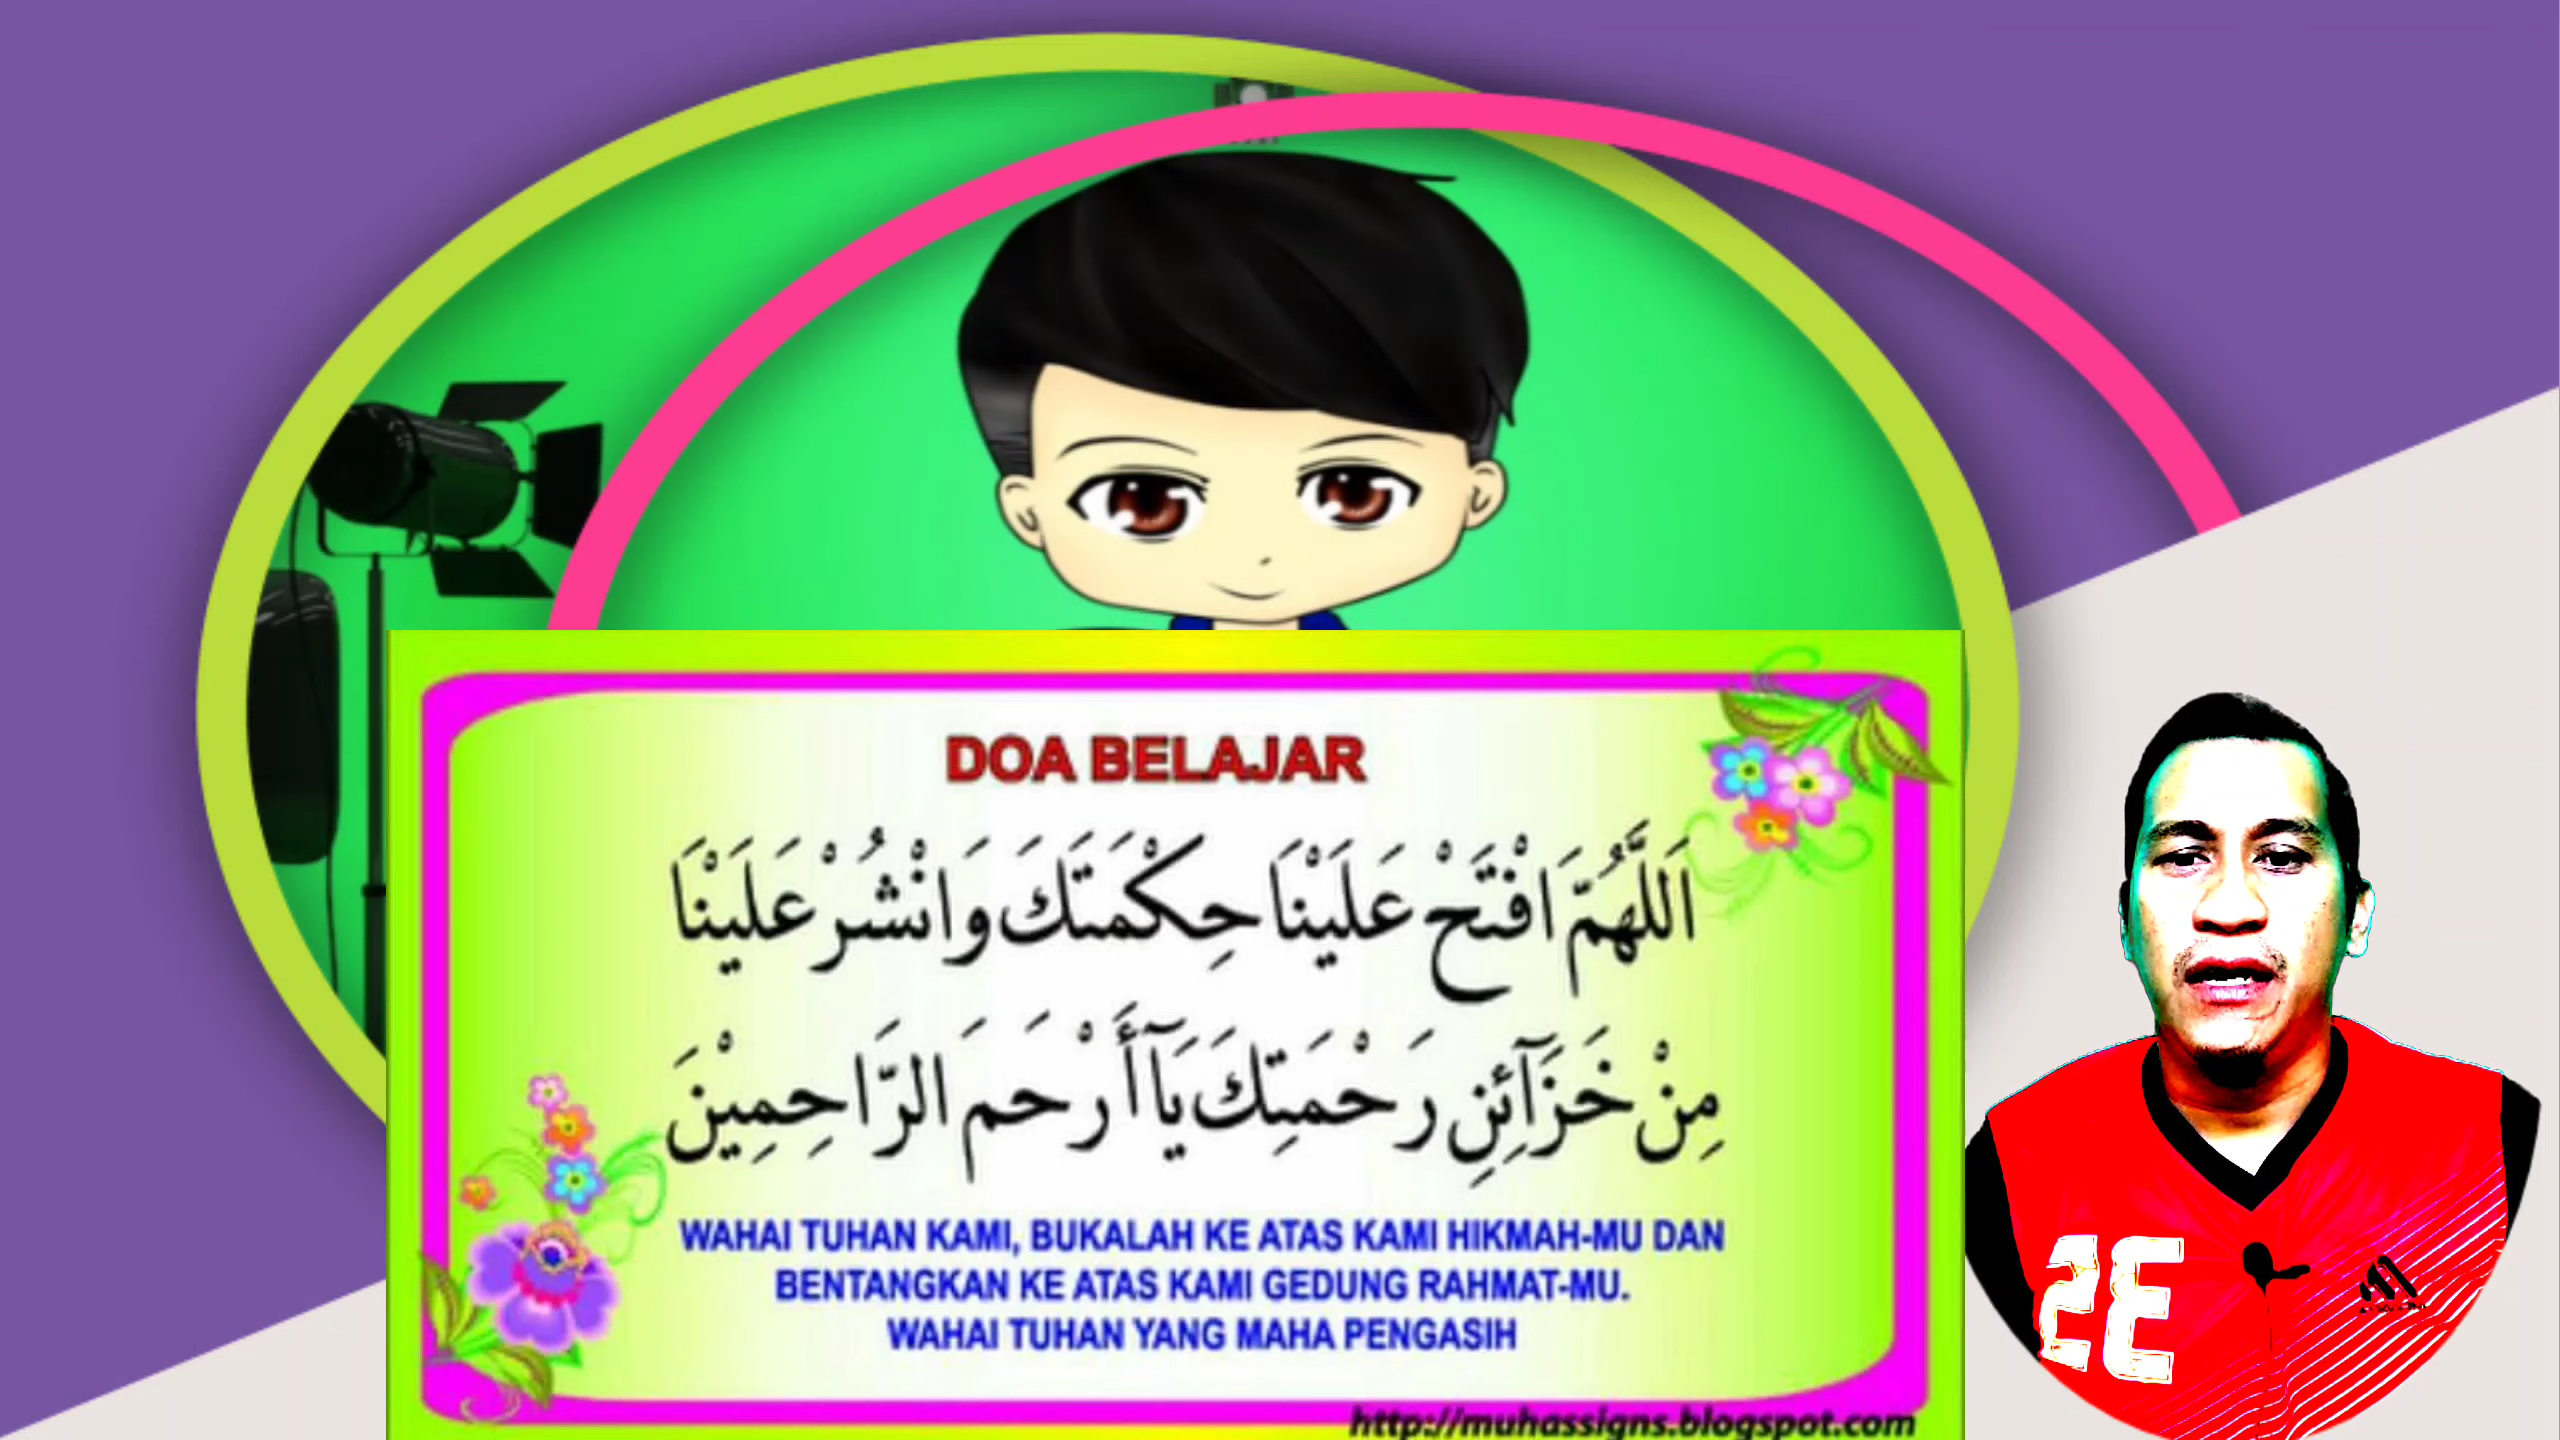 DOA BELAJAR
اَللّٰهُمَّ افْتَحْ عَلَيْنَا حِكْمَتَكَ وَانْشُرْ عَلَيْنَا
مِنْ خَزَآئِنِ رَحْمَتِكَ يَآ أَرْحَمَ الرَّاحِمِيْنَ
WAHAI TUHAN KAMI, BUKALAH KE ATAS KAMI HIKMAH-MU DAN
BENTANGKAN KE ATAS KAMI GEDUNG RAHMAT-MU.
WAHAI TUHAN YANG MAHA PENGASIH
http://muhassigns.blogspot.com